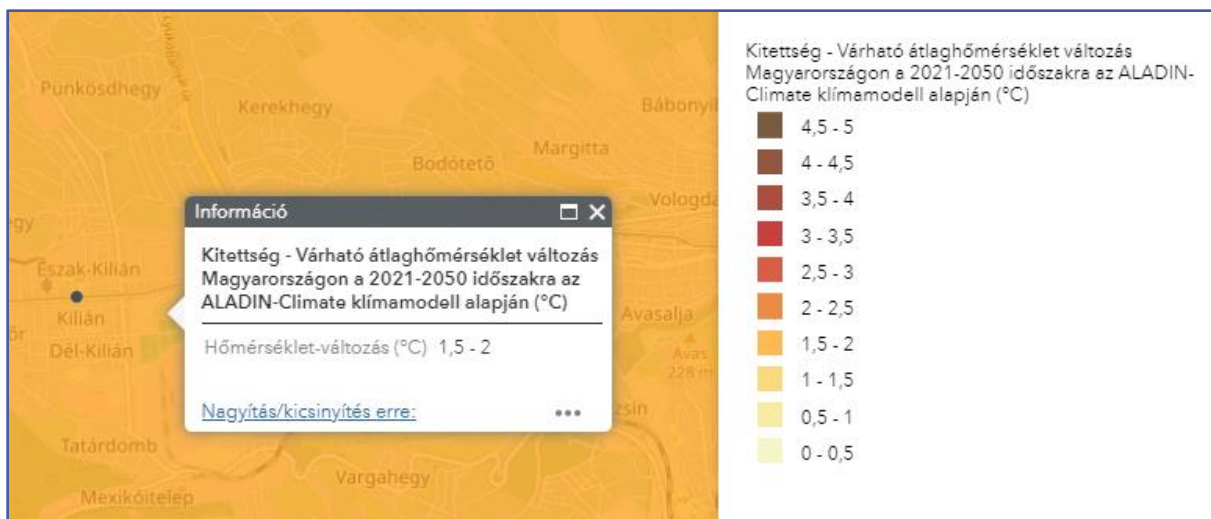 Pünkösdhegy
Kerekhegy
Bábonyi
Bodótető
Margitta
Vologda
Információ
Kitettség - Várható átlaghőmérséklet változás
Magyarországon a 2021-2050 időszakra az
ALADIN-Climate klímamodell alapján (°C)
Hőmérséklet-változás (°C) 1,5 - 2
Nagyítás/kicsinyítés erre:
•••
egy
Észak-Kilián
Kilián
őr
Dél-Kilián
Avasalja
Avas
228 m
zsin
Tatárdomb
Vargahegy
Mexikóitelep
Kitettség - Várható átlaghőmérséklet változás
Magyarországon a 2021-2050 időszakra az ALADIN-
Climate klímamodell alapján (°C)
4,5 - 5
4 - 4,5
3,5 - 4
3 - 3,5
2,5 - 3
2 - 2,5
1,5 - 2
1 - 1,5
0,5 - 1
0 - 0,5